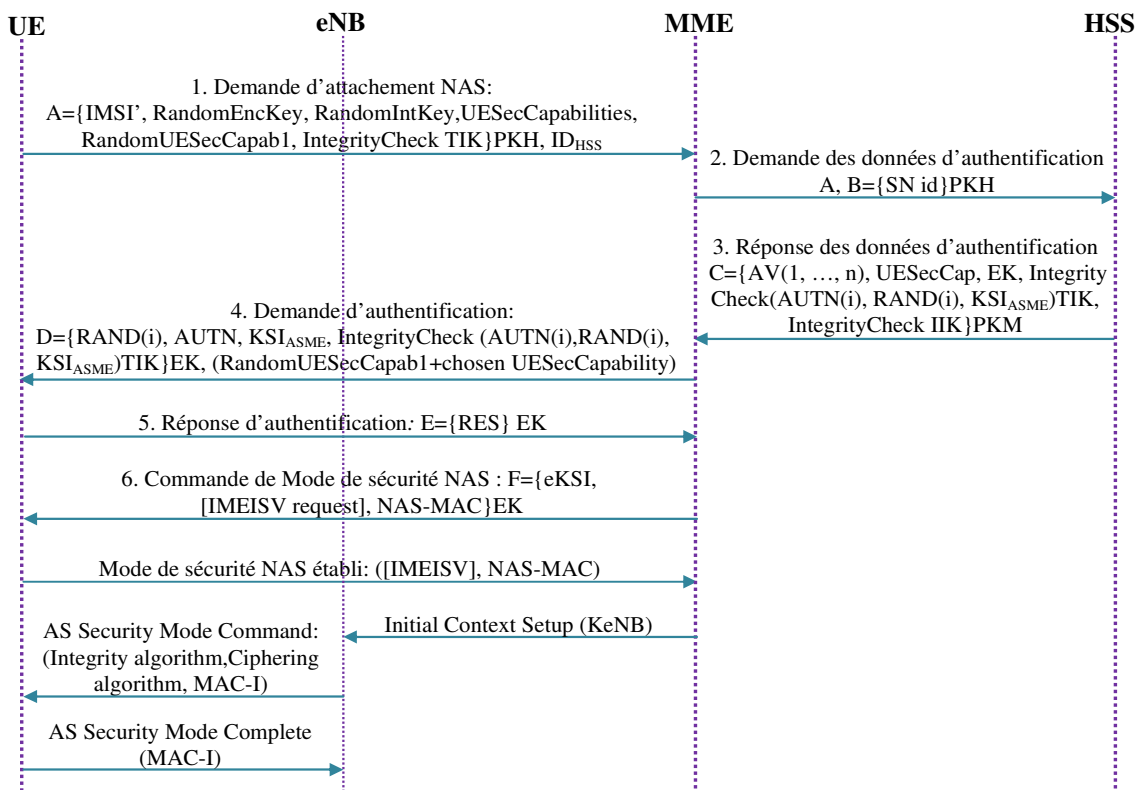 UE
eNB
MME
HSS
1. Demande d'attachement NAS:
A={IMSI', RandomEncKey, RandomIntKey,UESecCapabilities,
RandomUESecCapab1, IntegrityCheck TIK}PKH, ID_HSS
2. Demande des données d'authentification
A, B={SN id}PKH
3. Réponse des données d'authentification
C={AV(1, …, n), UESecCap, EK, Integrity
Check(AUTN(i), RAND(i), KSI_ASME)TIK,
IntegrityCheck IIK}PKM
4. Demande d'authentification:
D={RAND(i), AUTN, KSI_ASME, IntegrityCheck (AUTN(i),RAND(i),
KSI_ASME)TIK}EK, (RandomUESecCapab1+chosen UESecCapability)
5. Réponse d'authentification: E={RES} EK
6. Commande de Mode de sécurité NAS : F={eKSI,
[IMEISV request], NAS-MAC}EK
Mode de sécurité NAS établi: ([IMEISV], NAS-MAC)
Initial Context Setup (KeNB)
AS Security Mode Command:
(Integrity algorithm,Ciphering
algorithm, MAC-I)
AS Security Mode Complete
(MAC-I)